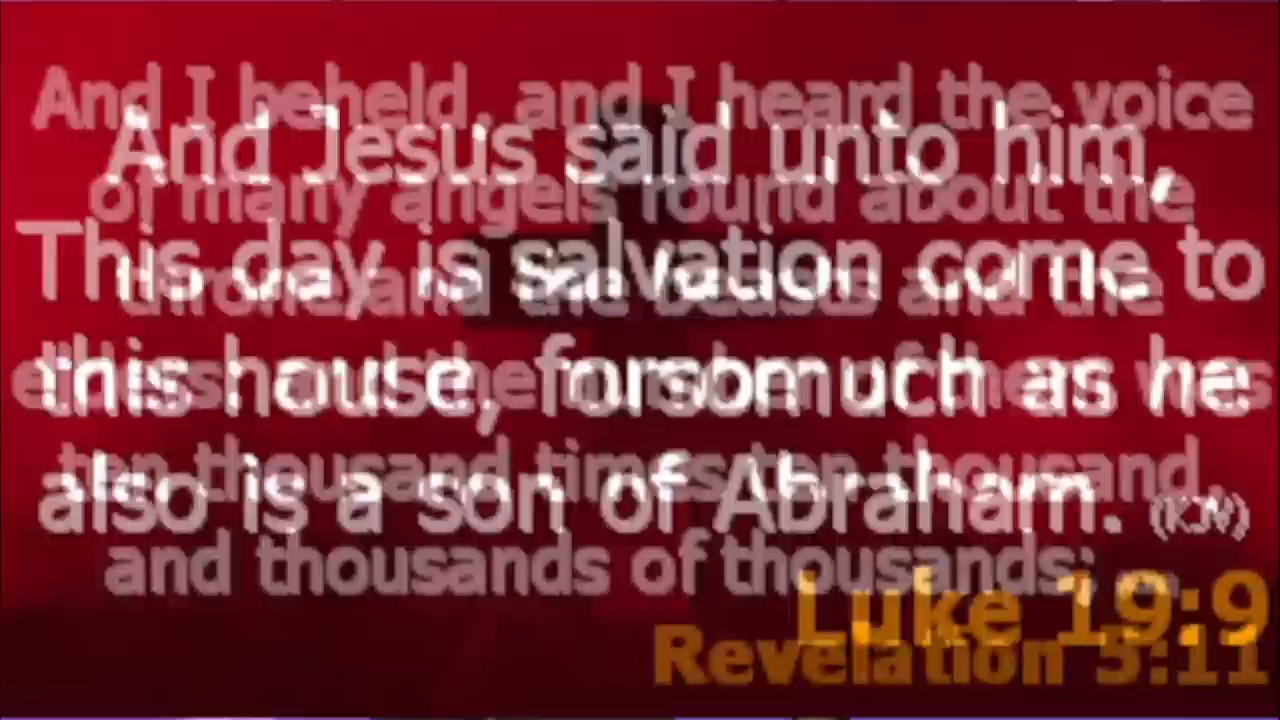 And I beheld, and I heard the voice
of many angels round about the
throne and the beasts and the
elders: and the number of them was
ten thousand times ten thousand,
and thousands of thousands;
Revelation 5:11
And Jesus said unto him,
This day is salvation come to
this house, forsomuch as he
also is a son of Abraham. (KJV)
Luke 19:9